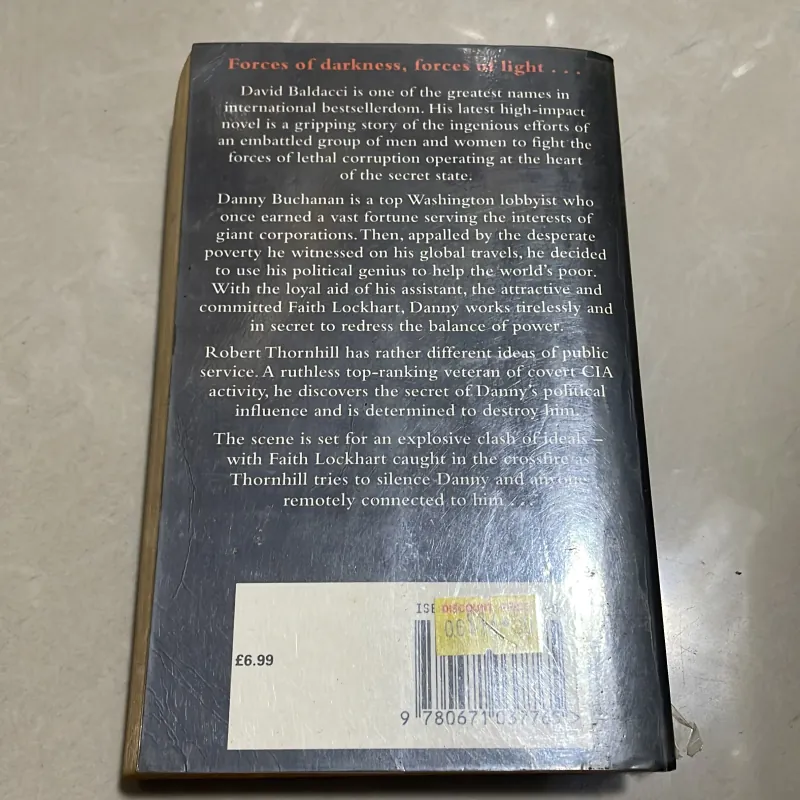 Forces of darkness, forces of light . . .
David Baldacci is one of the greatest names in
international bestsellerdom. His latest high-impact
novel is a gripping story of the ingenious efforts of
an embattled group of men and women to fight the
forces of lethal corruption operating at the heart
of the secret state.
Danny Buchanan is a top Washington lobbyist who
once earned a vast fortune serving the interests of
giant corporations. Then, appalled by the desperate
poverty he witnessed on his global travels, he decided
to use his political genius to help the world's poor.
With the loyal aid of his assistant, the attractive and
committed Faith Lockhart, Danny works tirelessly and
in secret to redress the balance of power.
Robert Thornhill has rather different ideas of public
service. A ruthless top-ranking veteran of covert CIA
activity, he discovers the secret of Danny's political
influence and is determined to destroy him.
The scene is set for an explosive clash of ideals –
with Faith Lockhart caught in the crossfire as
Thornhill tries to silence Danny and anyone
remotely connected to him . . .
DISCOUNT
£6.99
9 780671 037765 >